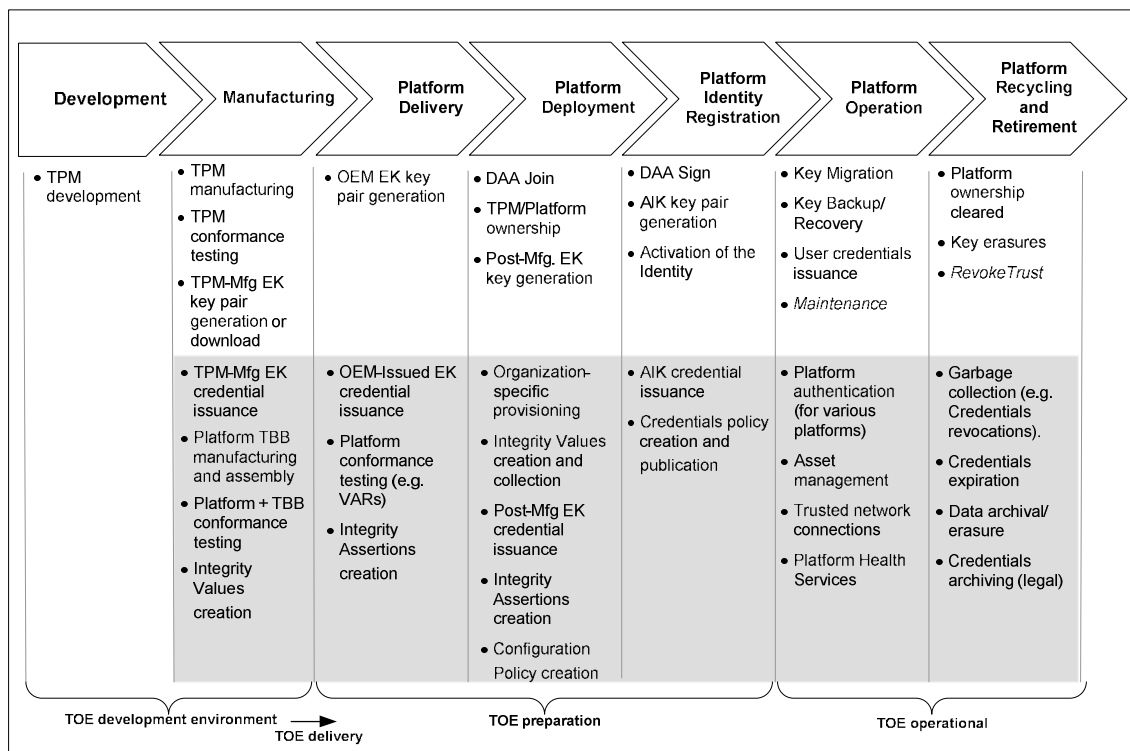 Development
Manufacturing
Platform
Delivery
Platform
Deployment
Platform
Identity
Registration
Platform
Operation
Platform
Recycling
and
Retirement
• TPM
development
• TPM
manufacturing
• TPM
conformance
testing
• TPM-Mfg EK
key pair
generation or
download
• OEM EK key
pair generation
• DAA Join
• TPM/Platform
ownership
• Post-Mfg. EK
key generation
• DAA Sign
• AIK key pair
generation
• Activation of the
Identity
• Key Migration
• Key Backup/
Recovery
• User credentials
issuance
• Maintenance
• Platform
ownership
cleared
• Key erasures
• RevokeTrust
• TPM-Mfg EK
credential
issuance
• Platform TBB
manufacturing
and assembly
• Platform + TBB
conformance
testing
• Integrity
Values
creation
• OEM-Issued EK
credential
issuance
• Platform
conformance
testing (e.g.
VARs)
• Integrity
Assertions
creation
• Organization-
specific
provisioning
• Integrity Values
creation and
collection
• Post-Mfg EK
credential
issuance
• Integrity
Assertions
creation
• Configuration
Policy creation
• AIK credential
issuance
• Credentials policy
creation and
publication
• Platform
authentication
(for various
platforms)
• Asset
management
• Trusted network
connections
• Platform Health
Services
• Garbage
collection (e.g.
Credentials
revocations).
• Credentials
expiration
• Data archival/
erasure
• Credentials
archiving (legal)
TOE development environment
TOE delivery
TOE preparation
TOE operational